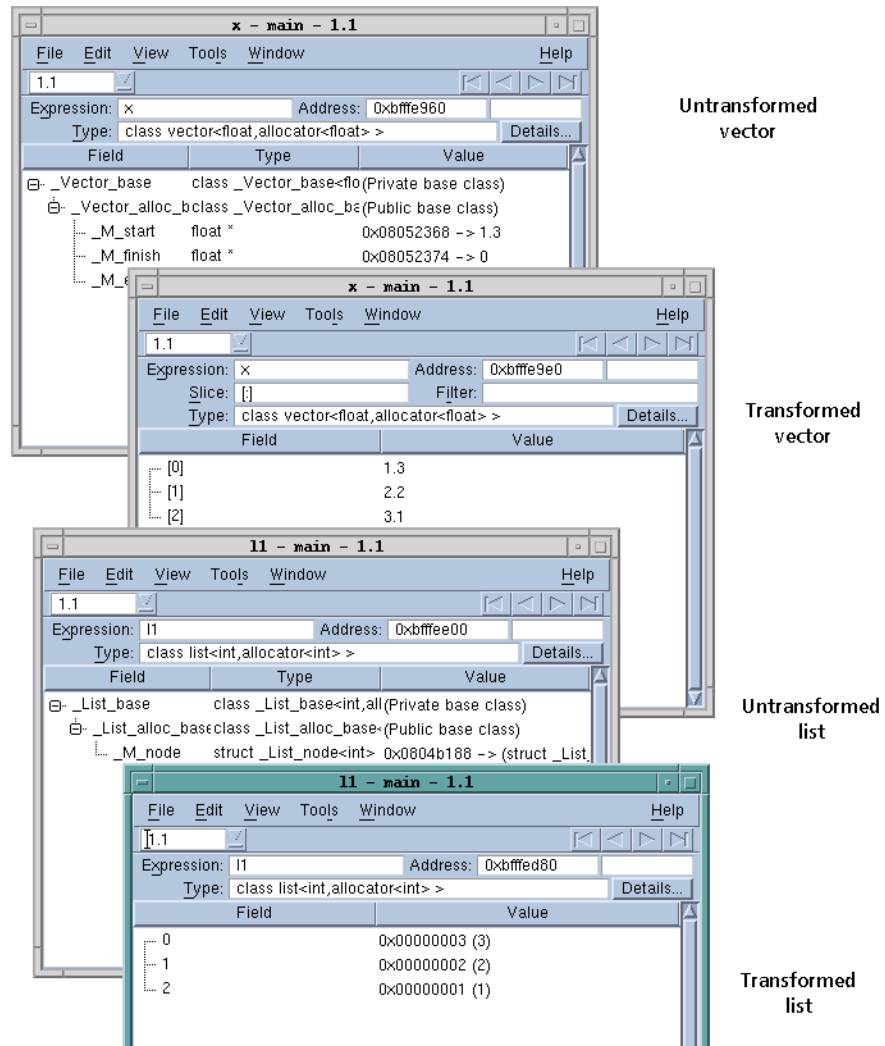 x - main - 1.1
File Edit View Tools Window Help
1.1
Expression: x Address: 0xbfffe960
Type: class vector<float,allocator<float> > Details...
Field Type Value
_Vector_base class _Vector_base<flo (Private base class)
_Vector_alloc_b class _Vector_alloc_ba (Public base class)
_M_start float * 0x08052368 -> 1.3
_M_finish float * 0x08052374 -> 0
_M_e
Untransformed
vector
x - main - 1.1
File Edit View Tools Window Help
1.1
Expression: x Address: 0xbfffe9e0
Slice: [:] Filter:
Type: class vector<float,allocator<float> > Details...
Field Value
[0] 1.3
[1] 2.2
[2] 3.1
Transformed
vector
l1 - main - 1.1
File Edit View Tools Window Help
1.1
Expression: l1 Address: 0xbfffee00
Type: class list<int,allocator<int> > Details...
Field Type Value
_List_base class _List_base<int,all (Private base class)
_List_alloc_base class _List_alloc_base< (Public base class)
_M_node struct _List_node<int> 0x0804b188 -> (struct _List_
Untransformed
list
l1 - main - 1.1
File Edit View Tools Window Help
1.1
Expression: l1 Address: 0xbfffed80
Type: class list<int,allocator<int> > Details...
Field Value
0 0x00000003 (3)
1 0x00000002 (2)
2 0x00000001 (1)
Transformed
list